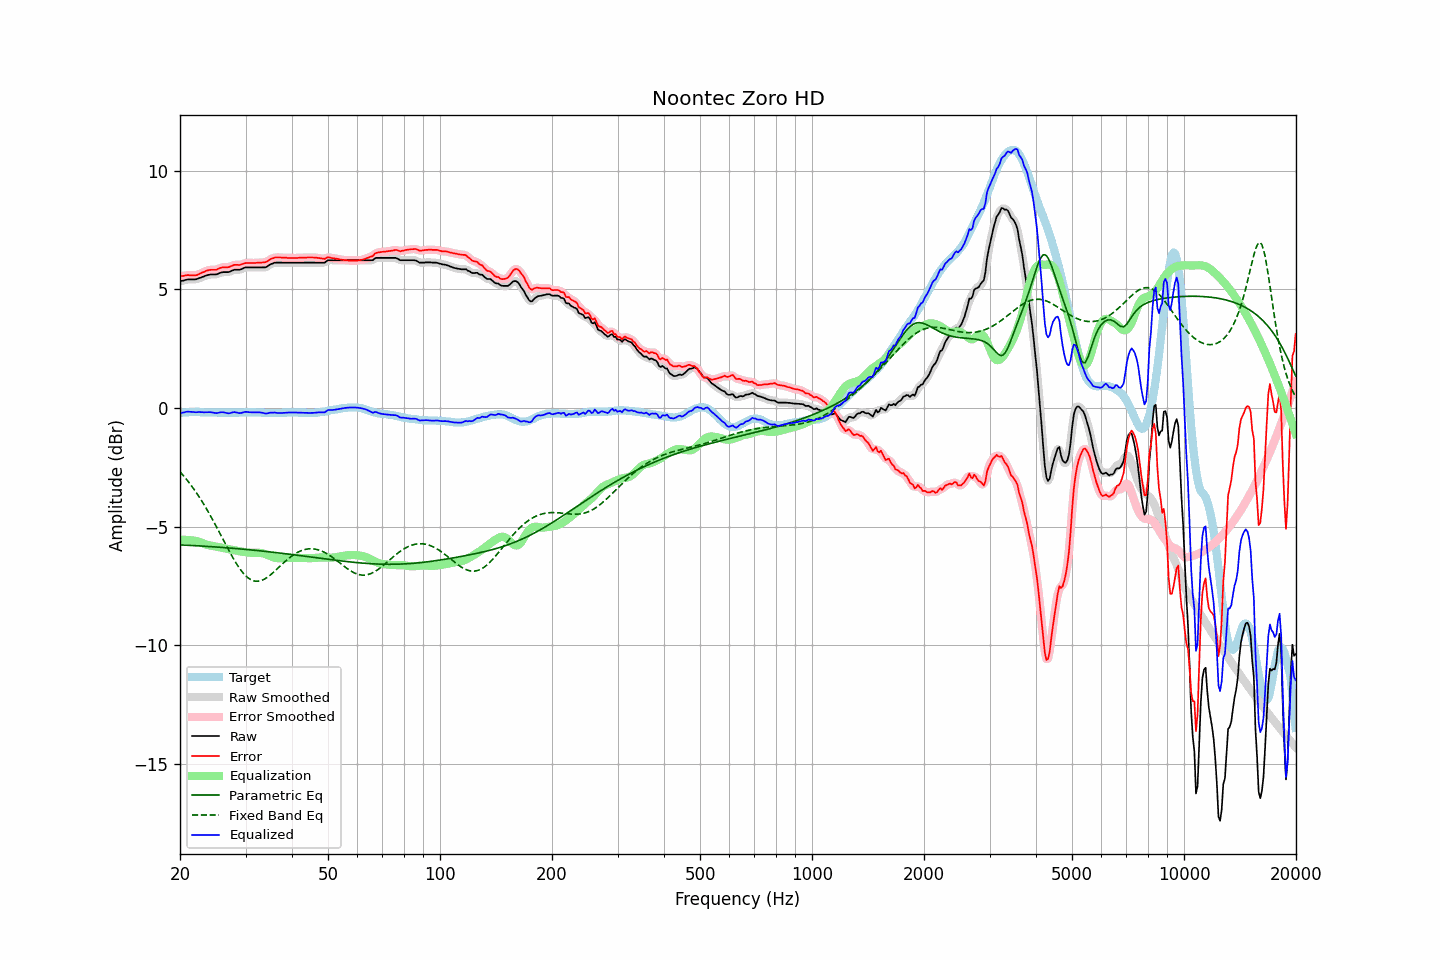 Noontec Zoro HD
Amplitude (dBr)
10
5
0
−5
−10
−15
Target
Raw Smoothed
Error Smoothed
Raw
Error
Equalization
Parametric Eq
Fixed Band Eq
Equalized
20 50 100 200 500 1000 2000 5000 10000 20000
Frequency (Hz)